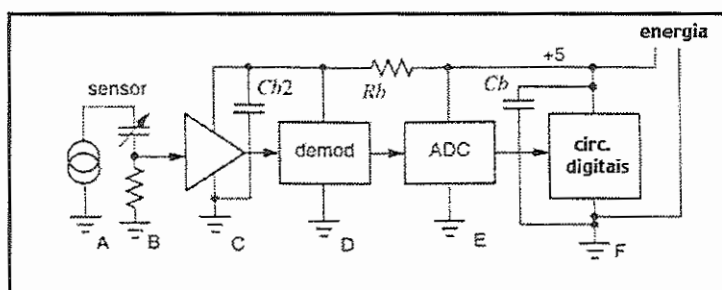 energia
+5
sensor
Cb2
Rb
Cb
demod
ADC
circ.
digitais
A
B
C
D
E
F